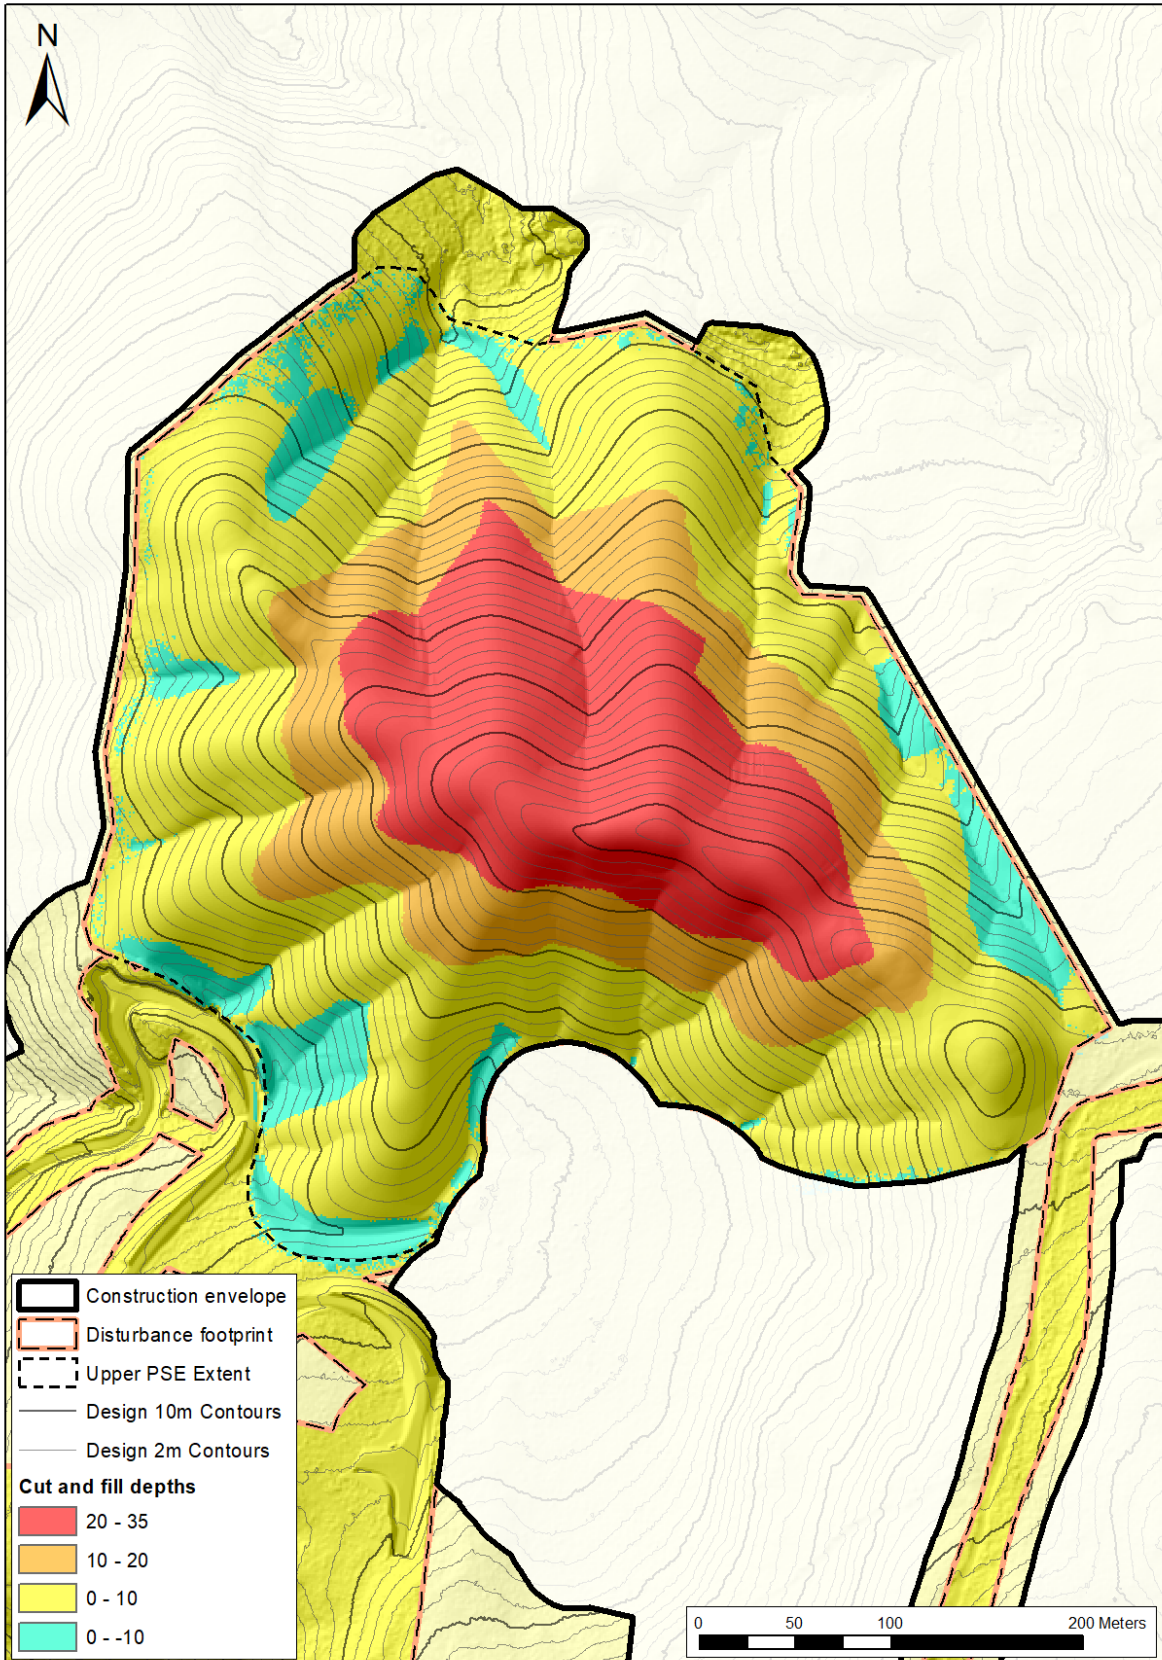 N
Construction envelope
Disturbance footprint
Upper PSE Extent
Design 10m Contours
Design 2m Contours
Cut and fill depths
20 - 35
10 - 20
0 - 10
0 - -10
0 50 100 200 Meters